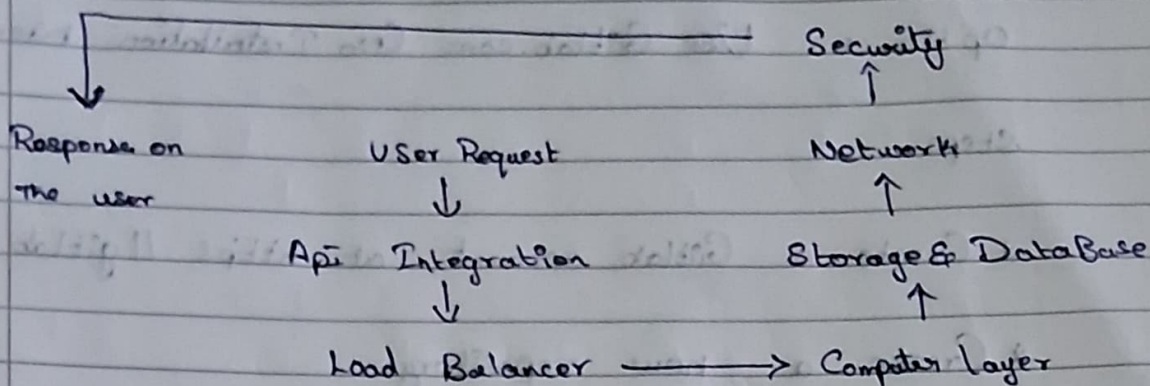 Security
Response on
the user
User Request
Network
Api Integration
Storage & DataBase
Load Balancer
Computer layer